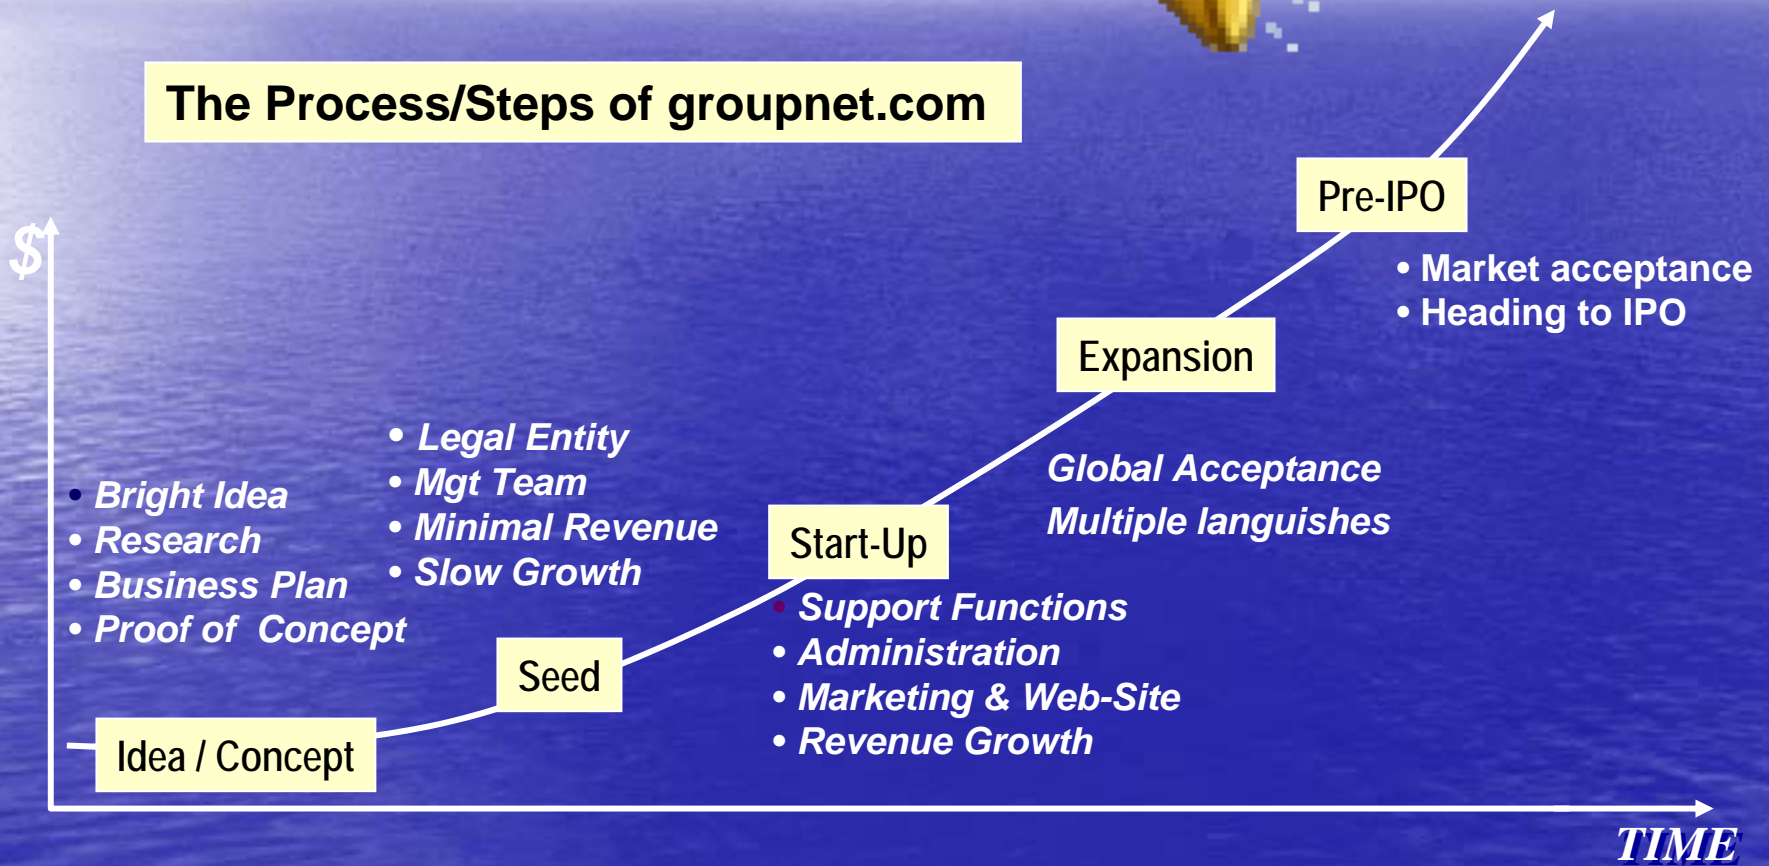 The Process/Steps of groupnet.com
$
Pre-IPO
• Market acceptance
• Heading to IPO
Expansion
Global Acceptance
Multiple languishes
• Legal Entity
• Mgt Team
• Minimal Revenue
• Slow Growth
• Bright Idea
• Research
• Business Plan
• Proof of  Concept
Start-Up
• Support Functions
• Administration
• Marketing & Web-Site
• Revenue Growth
Seed
Idea / Concept
TIME